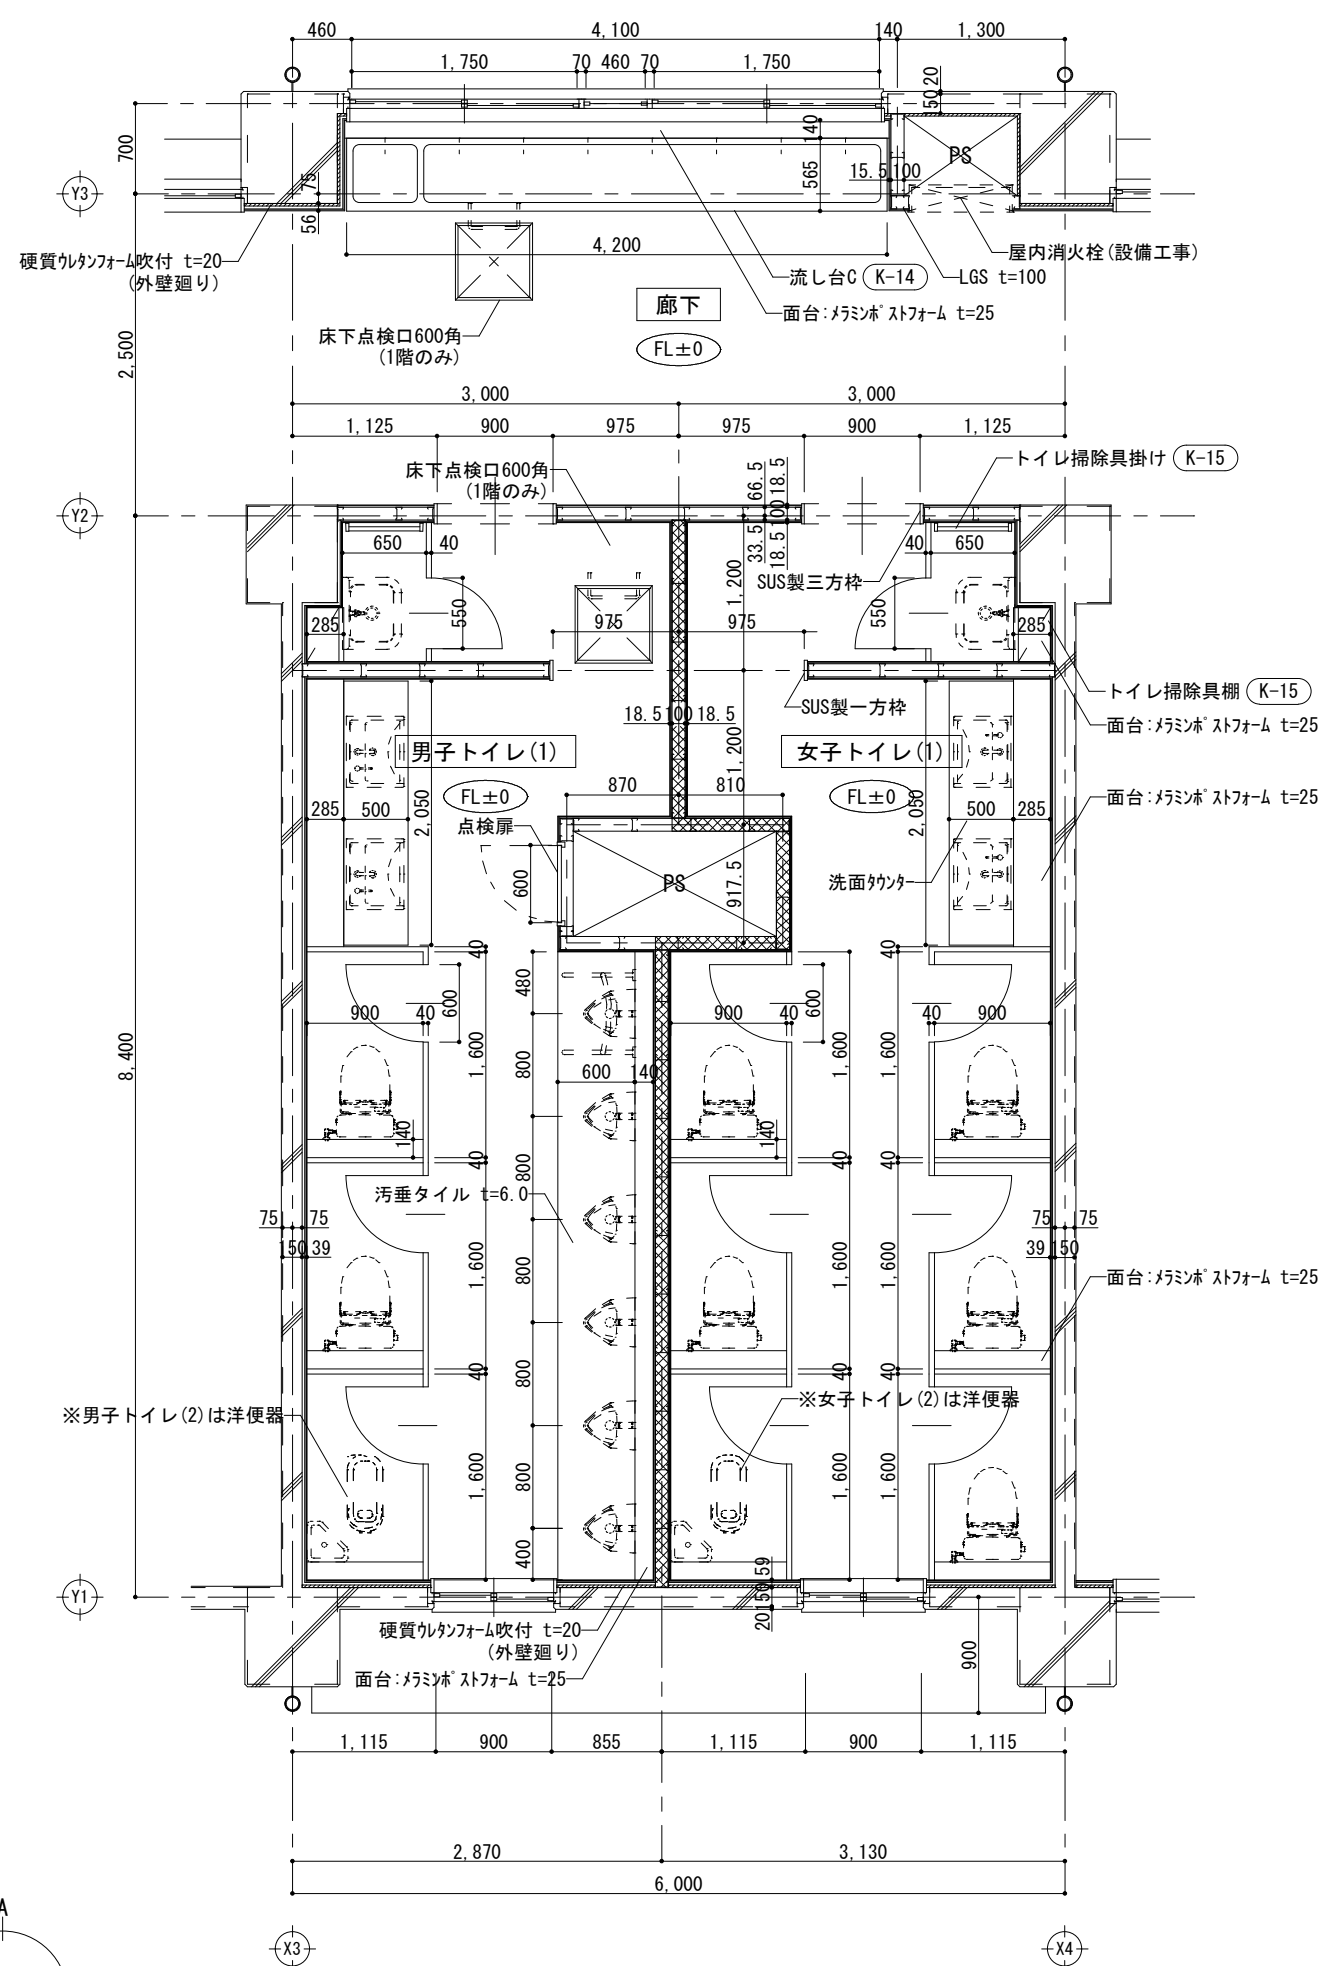 460 4,100 140 1,300
1,750 70 460 70 1,750
150 20
700
140
PS
565
15.5 100
Y3
75
56
硬質ウレタンフォーム吹付 t=20
(外壁廻り)
4,200
屋内消火栓(設備工事)
流し台C K-14
LGS t=100
廊下
面台:メラミンポストフォーム t=25
床下点検口600角
(1階のみ)
FL±0
2,500
3,000 3,000
1,125 900 975 975 900 1,125
床下点検口600角
(1階のみ)
トイレ掃除具掛け K-15
66.5 18.5
100
33.5 18.5
Y2
650 40
40 650
SUS製三方枠
1,200
550
550
285
975 975
285
トイレ掃除具棚 K-15
SUS製一方枠
18.5 100 18.5
面台:メラミンポストフォーム t=25
男子トイレ(1)
女子トイレ(1)
1,200
FL±0
FL±0
870 810
2,050
2,050
面台:メラミンポストフォーム t=25
285 500
500 285
点検扉
600
PS
917.5
洗面タウンター
8,400
40
480
40
40
600
600
900 40
900 40
40 900
1,600
800
1,600
1,600
600 140
140
140
40
40
40
800
汚垂タイル t=6.0
75 75
150 39
75 75
39 150
1,600
800
1,600
1,600
面台:メラミンポストフォーム t=25
40
800
40
40
※男子トイレ(2)は洋便器
※女子トイレ(2)は洋便器
1,600
800
1,600
1,600
400
59
150
20
Y1
硬質ウレタンフォーム吹付 t=20
(外壁廻り)
面台:メラミンポストフォーム t=25
900
1,115 900 855 1,115 900 1,115
2,870 3,130
6,000
A
X3 X4